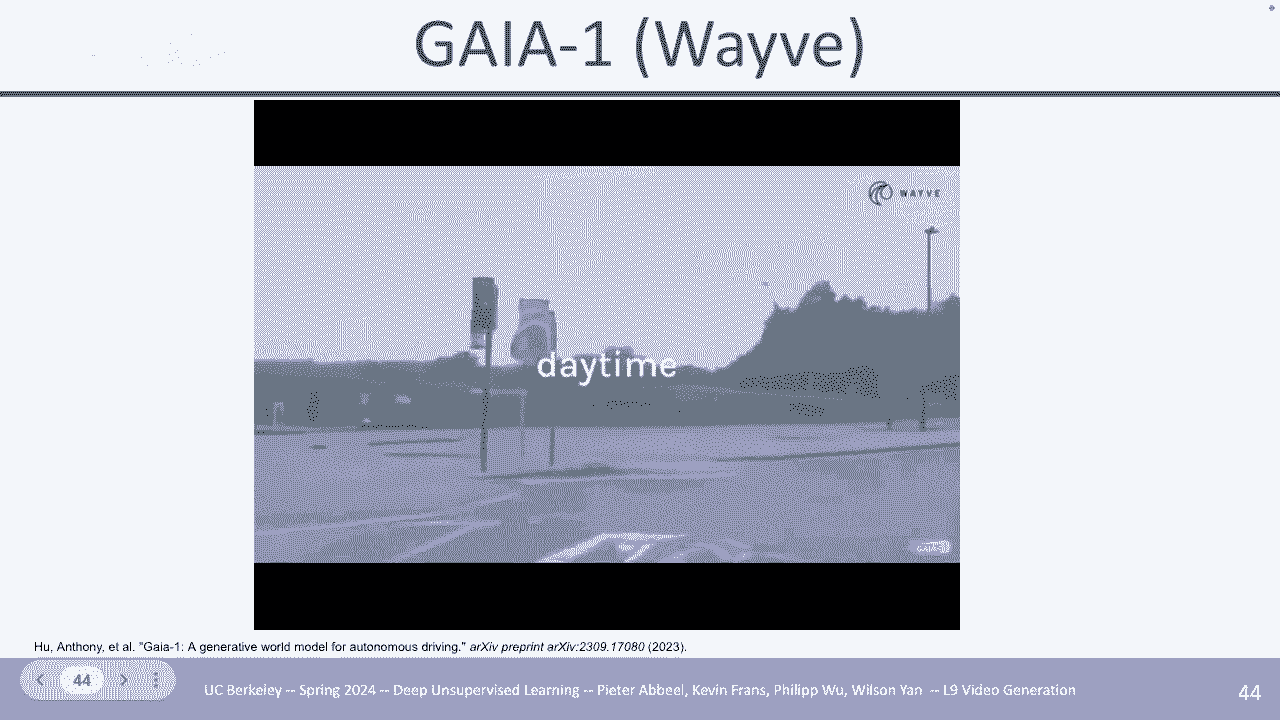 GAIA-1 (Wayve)
WAYVE
daytime
GAIA-1
Hu, Anthony, et al. "Gaia-1: A generative world model for autonomous driving." arXiv preprint arXiv:2309.17080 (2023).
44
UC Berkeley -- Spring 2024 -- Deep Unsupervised Learning -- Pieter Abbeel, Kevin Frans, Philipp Wu, Wilson Yan -- L9 Video Generation
44